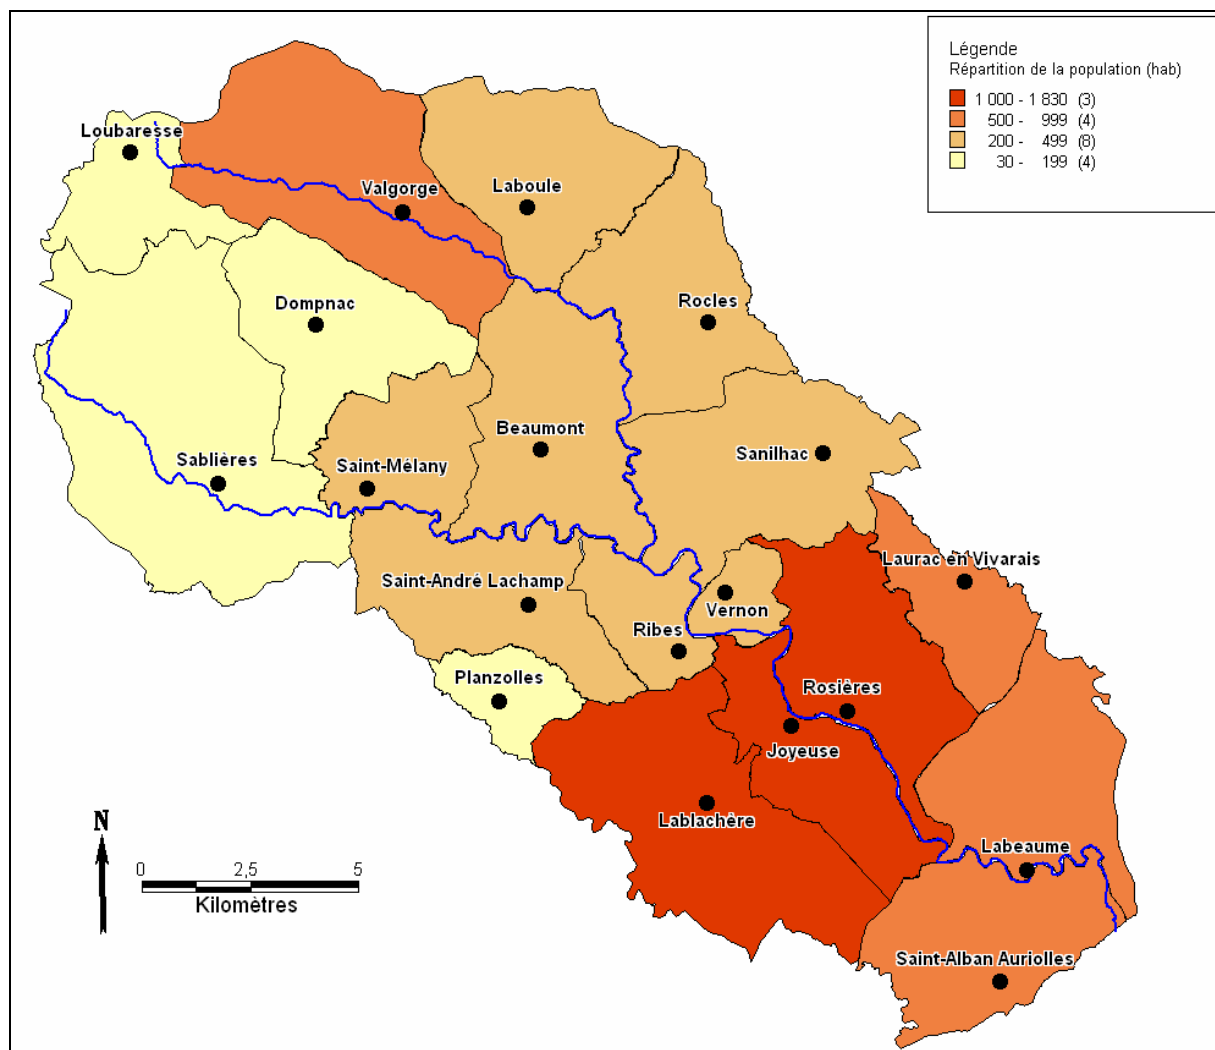 Légende
Répartition de la population (hab)
1 000 - 1 830 (3)
500 - 999 (4)
200 - 499 (8)
30 - 199 (4)
Loubaresse
Valgorge
Laboule
Dompnac
Rocles
Beaumont
Sanilhac
Sablières
Saint-Mélany
Laurac en Vivarais
Saint-André Lachamp
Vernon
Ribes
Planzolles
Rosières
Joyeuse
Lablachère
Labeaume
Saint-Alban Auriolles
N
0 2,5 5
Kilomètres